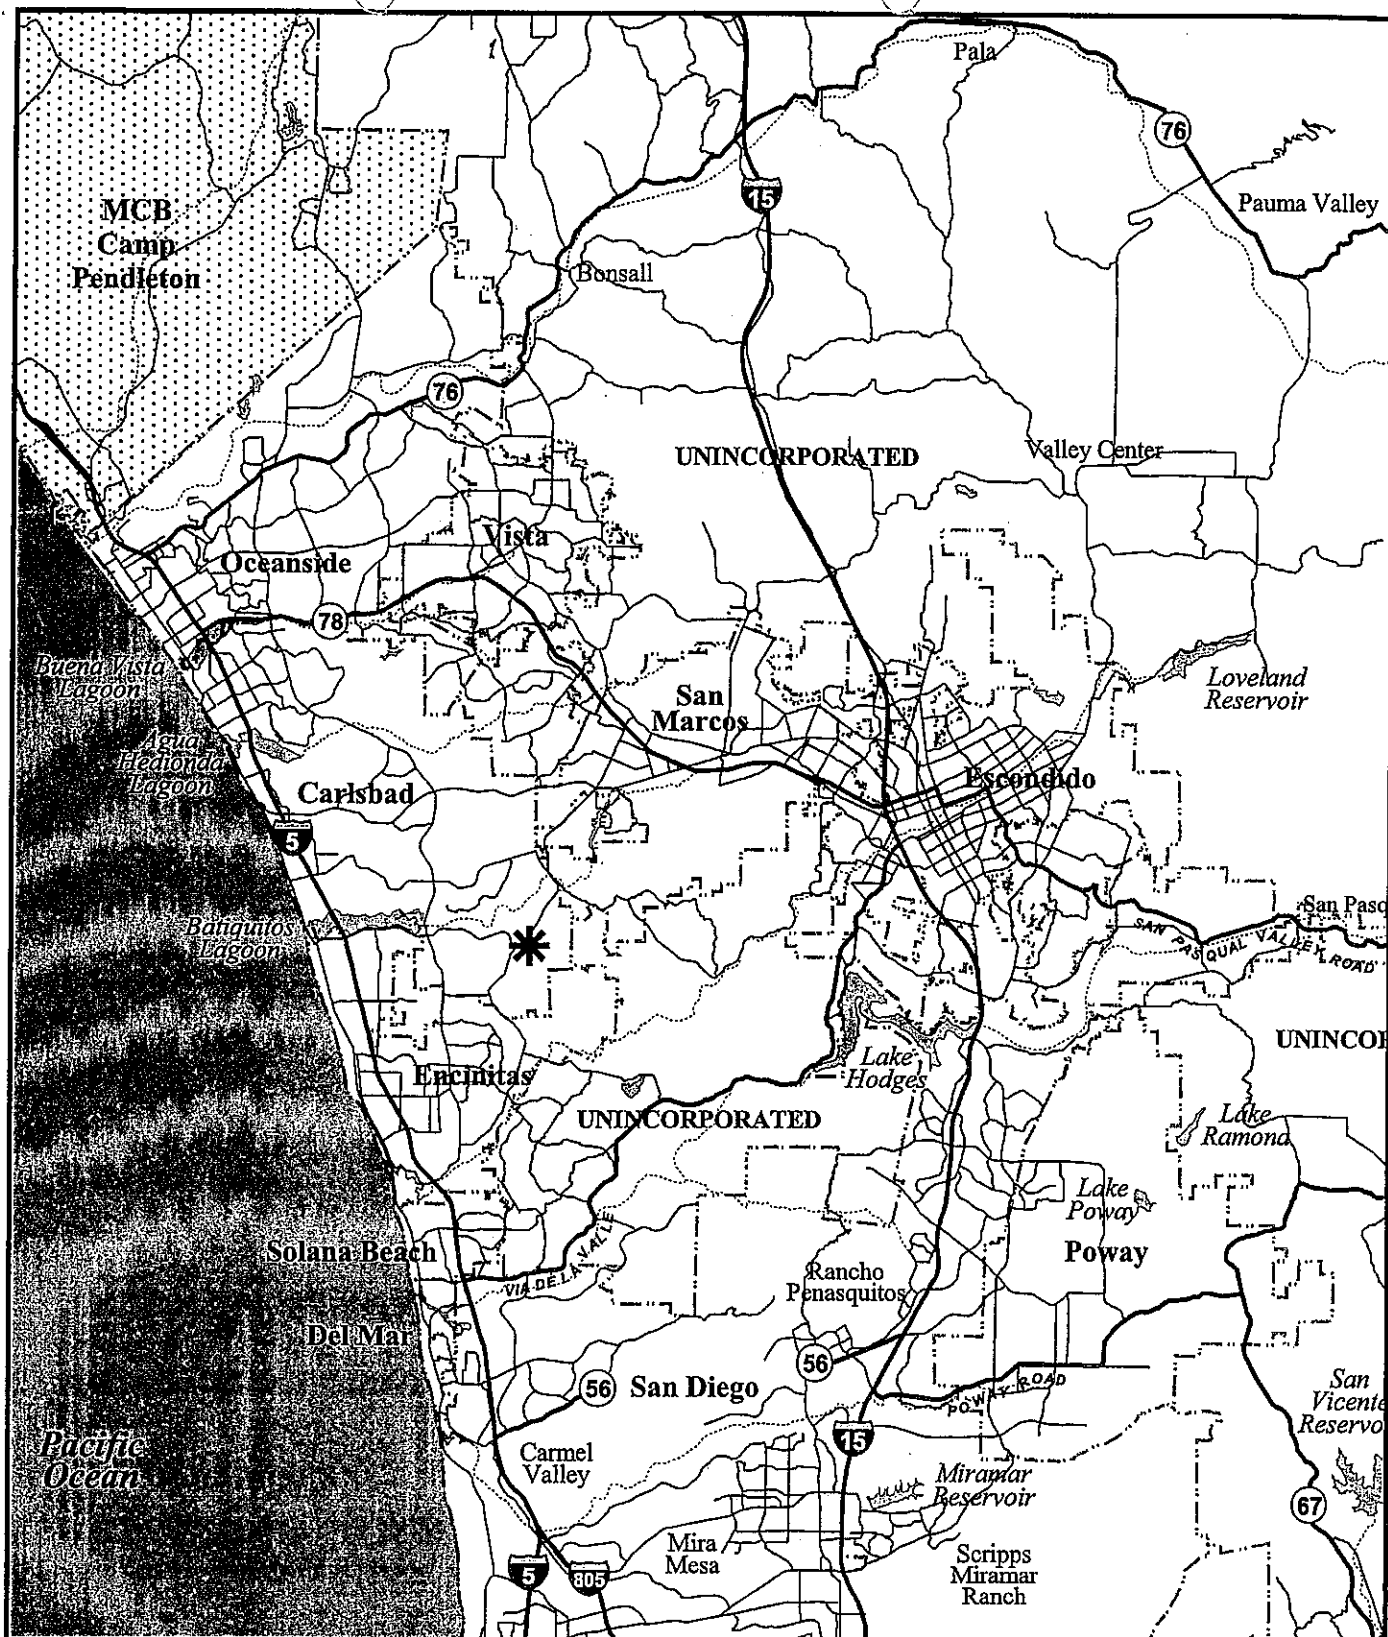 Pala
76
15
Pauma Valley
MCB
Camp
Pendleton
Bonsall
76
UNINCORPORATED
Valley Center
Vista
Oceanside
78
Buena Vista
Lagoon
Loveland
Reservoir
San
Marcos
Agua
Hedionda
Lagoon
Escondido
Carlsbad
5
San Pasq
Batiquitos
Lagoon
SAN PASQUAL VALLEY ROAD
UNINCOR
Lake
Hodges
Encinitas
UNINCORPORATED
Lake
Ramond
Lake
Poway
Solana Beach
Poway
VIA DE LA VALLE
Rancho
Penasquitos
Del Mar
56
56
San Diego
POWAY ROAD
San
Vicente
Reservo
15
Pacific
Ocean
Carmel
Valley
Miramar
Reservoir
67
Mira
Mesa
Scripps
Miramar
Ranch
5
805